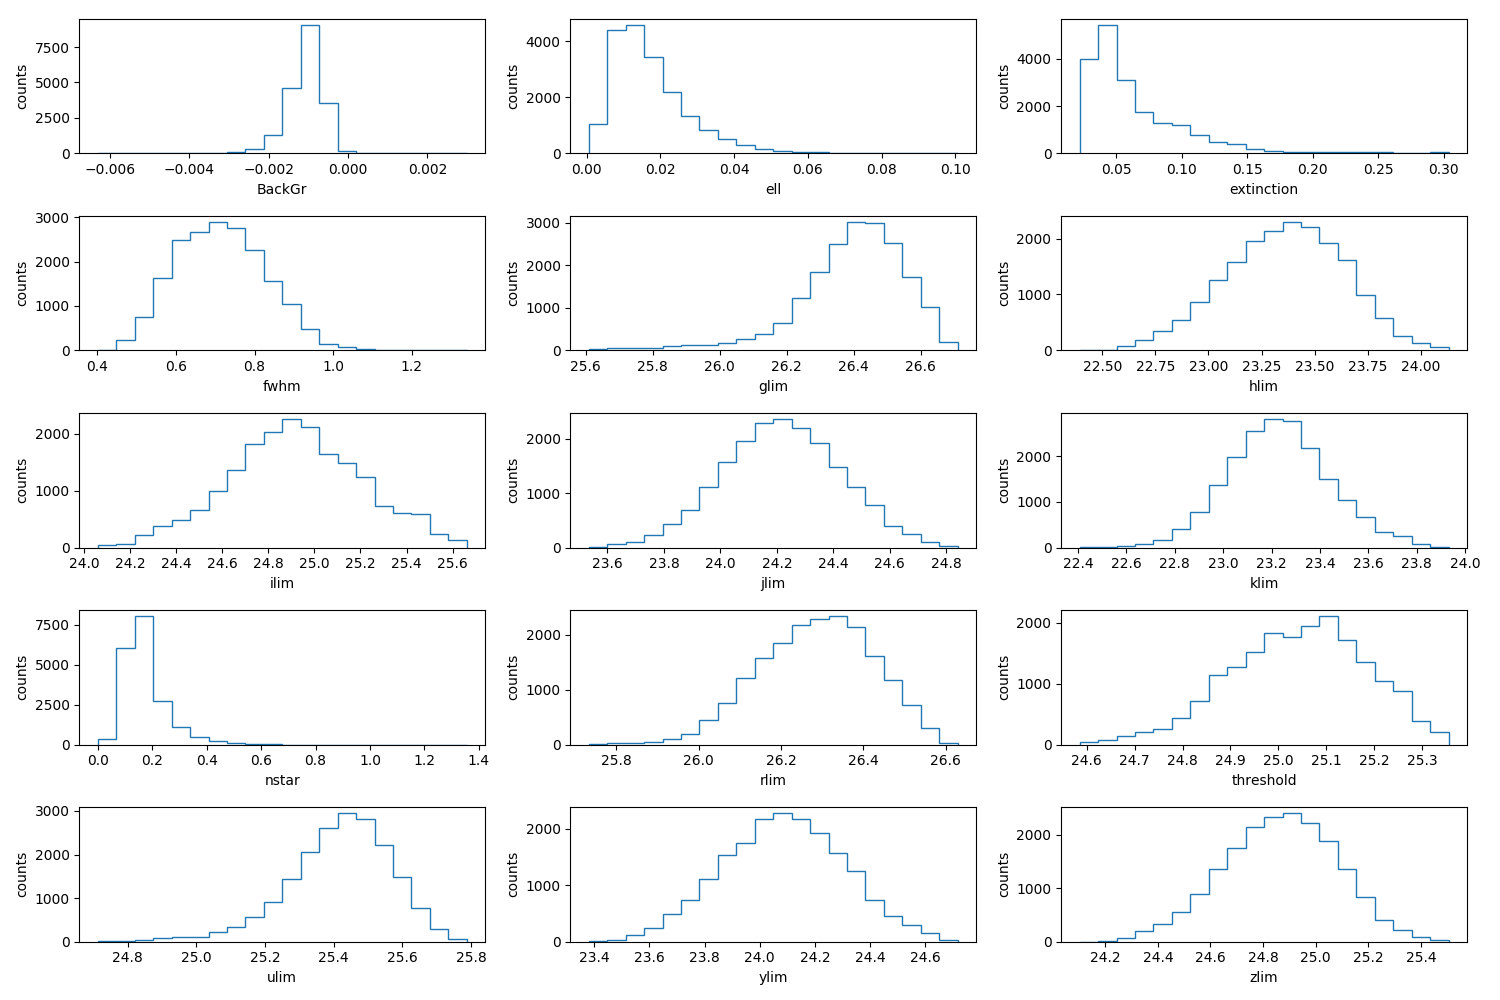 7500
5000
2500
0
counts
−0.006 −0.004 −0.002 0.000 0.002
BackGr
4000
2000
0
counts
0.00 0.02 0.04 0.06 0.08 0.10
ell
4000
2000
0
counts
0.05 0.10 0.15 0.20 0.25 0.30
extinction
3000
2000
1000
0
counts
0.4 0.6 0.8 1.0 1.2
fwhm
3000
2000
1000
0
counts
25.6 25.8 26.0 26.2 26.4 26.6
glim
2000
1000
0
counts
22.50 22.75 23.00 23.25 23.50 23.75 24.00
hlim
2000
1000
0
counts
24.0 24.2 24.4 24.6 24.8 25.0 25.2 25.4 25.6
ilim
2000
1000
0
counts
23.6 23.8 24.0 24.2 24.4 24.6 24.8
jlim
2000
1000
0
counts
22.4 22.6 22.8 23.0 23.2 23.4 23.6 23.8 24.0
klim
7500
5000
2500
0
counts
0.0 0.2 0.4 0.6 0.8 1.0 1.2 1.4
nstar
2000
1000
0
counts
25.8 26.0 26.2 26.4 26.6
rlim
2000
1000
0
counts
24.6 24.7 24.8 24.9 25.0 25.1 25.2 25.3
threshold
3000
2000
1000
0
counts
24.8 25.0 25.2 25.4 25.6 25.8
ulim
2000
1000
0
counts
23.4 23.6 23.8 24.0 24.2 24.4 24.6
ylim
2000
1000
0
counts
24.2 24.4 24.6 24.8 25.0 25.2 25.4
zlim